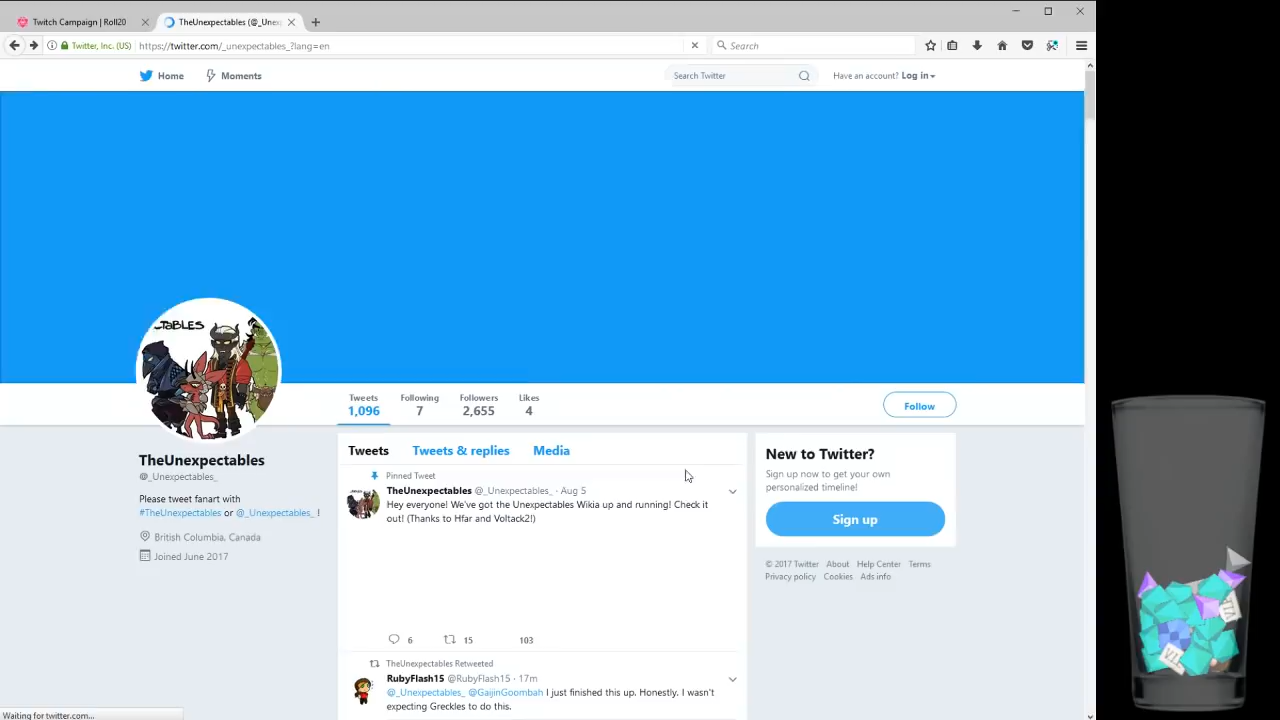 Twitch Campaign | Roll20
TheUnexpectables (@_Unex
Twitter, Inc. (US)
https://twitter.com/_unexpectables_?lang=en
Search
Home
Moments
Search Twitter
Have an account? Log in
TABLES
Tweets
1,096
Following
7
Followers
2,655
Likes
4
Follow
TheUnexpectables
@_Unexpectables_
Please tweet fanart with
#TheUnexpectables or @_Unexpectables_ !
British Columbia, Canada
Joined June 2017
Tweets
Tweets & replies
Media
Pinned Tweet
TheUnexpectables @_Unexpectables_ · Aug 5
Hey everyone! We've got the Unexpectables Wikia up and running! Check it
out! (Thanks to Hfar and Voltack2!)
6
15
103
TheUnexpectables Retweeted
RubyFlash15 @RubyFlash15 · 17m
@_Unexpectables_ @GaijinGoombah I just finished this up. Honestly. I wasn't
expecting Greckles to do this.
New to Twitter?
Sign up now to get your own
personalized timeline!
Sign up
© 2017 Twitter About Help Center Terms
Privacy policy Cookies Ads info
Waiting for twitter.com...